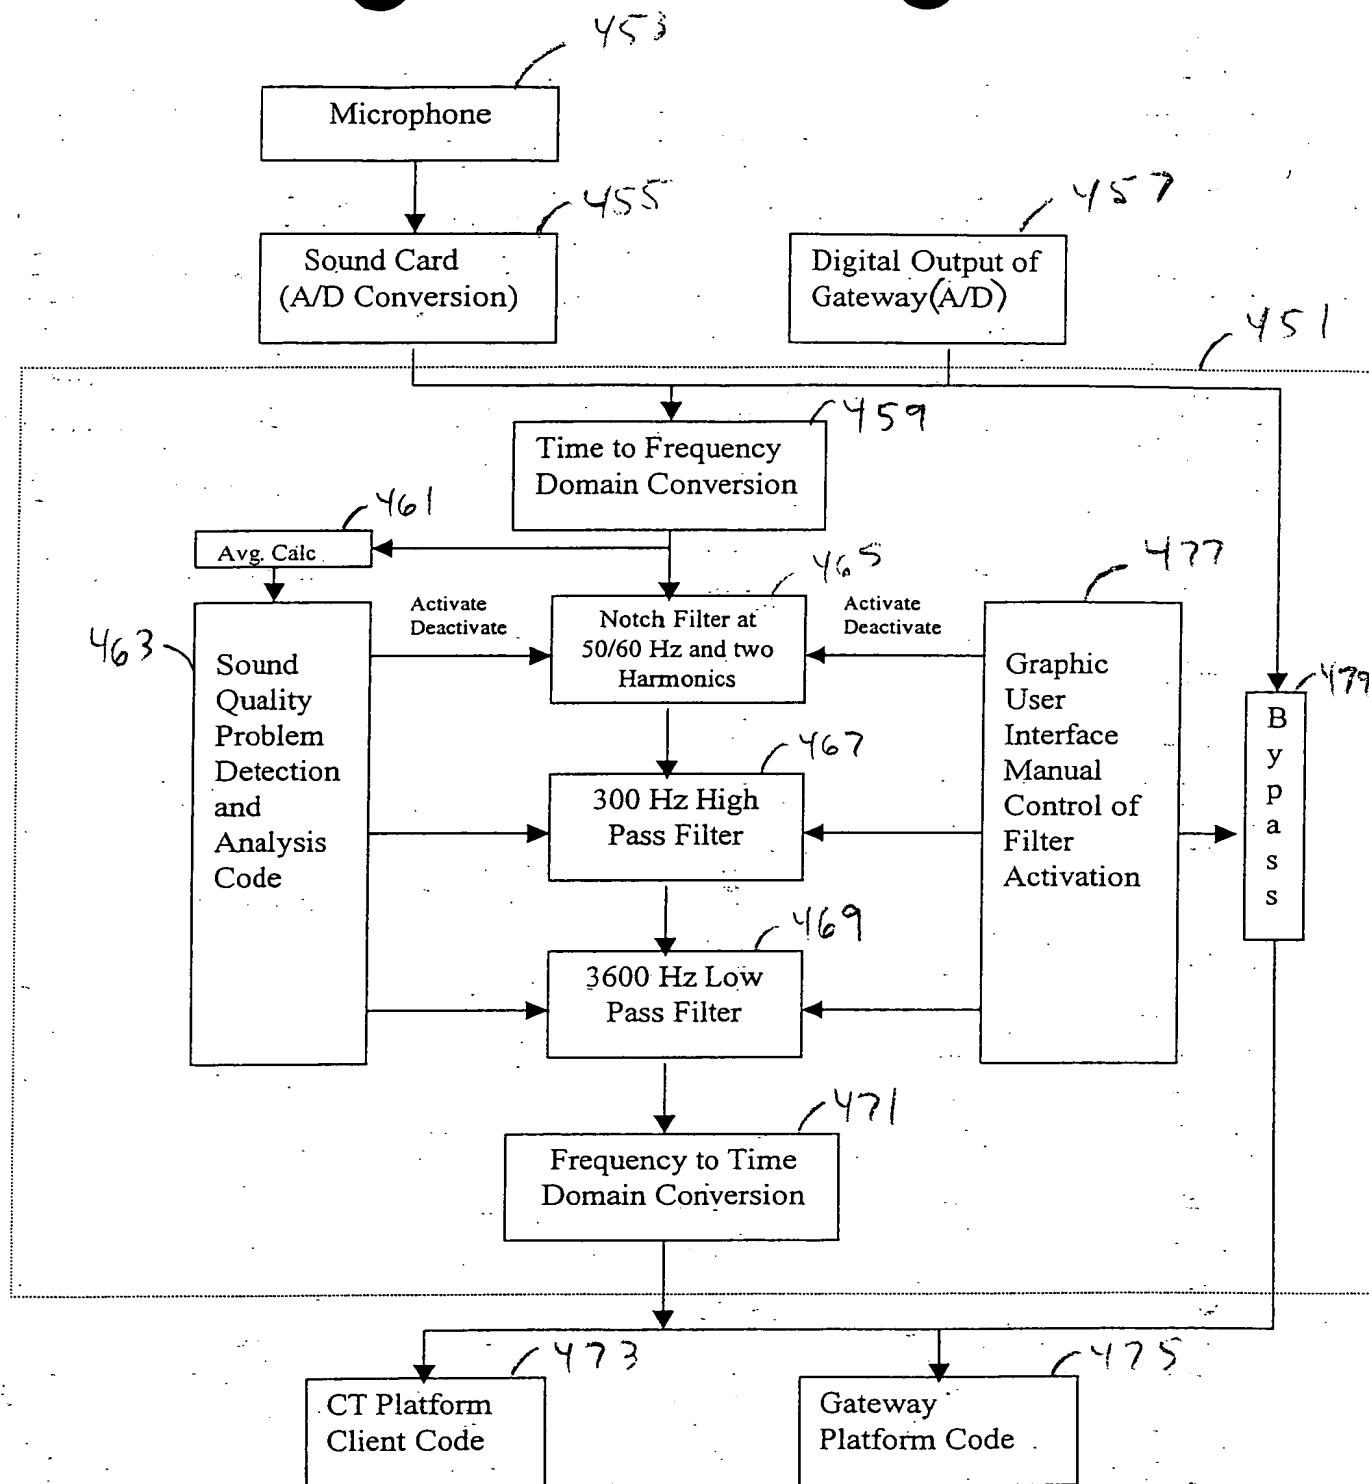 453
Microphone
455
457
Sound Card
(A/D Conversion)
Digital Output of
Gateway(A/D)
451
459
Time to Frequency
Domain Conversion
461
Avg. Calc
465
477
Activate
Deactivate
Notch Filter at
50/60 Hz and two
Harmonics
Activate
Deactivate
463
Sound
Quality
Problem
Detection
and
Analysis
Code
Graphic
User
Interface
Manual
Control of
Filter
Activation
479
B
y
p
a
s
s
467
300 Hz High
Pass Filter
469
3600 Hz Low
Pass Filter
471
Frequency to Time
Domain Conversion
473
475
CT Platform
Client Code
Gateway
Platform Code